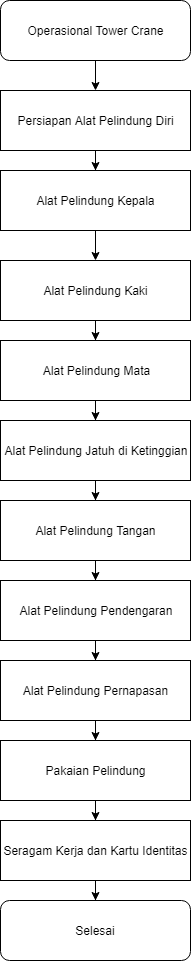 Operasional Tower Crane
Persiapan Alat Pelindung Diri
Alat Pelindung Kepala
Alat Pelindung Kaki
Alat Pelindung Mata
Alat Pelindung Jatuh di Ketinggian
Alat Pelindung Tangan
Alat Pelindung Pendengaran
Alat Pelindung Pernapasan
Pakaian Pelindung
Seragam Kerja dan Kartu Identitas
Selesai